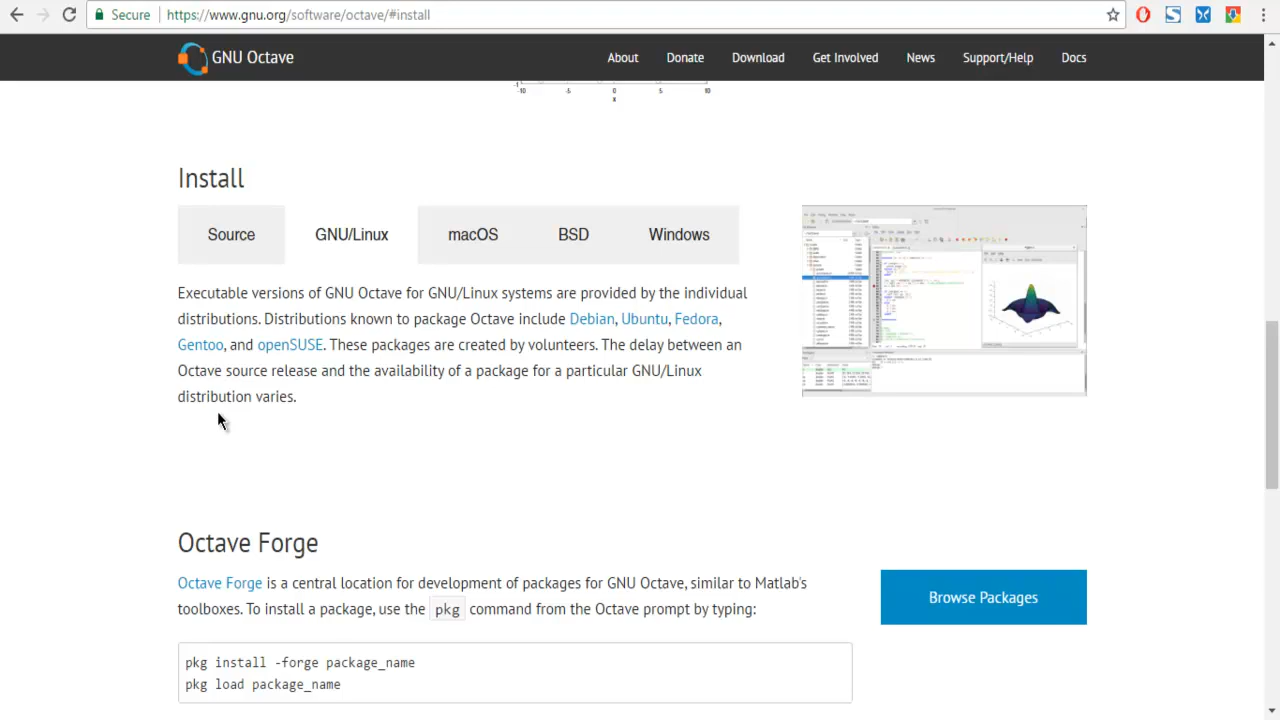 Secure https://www.gnu.org/software/octave/#install
GNU Octave About Donate Download Get Involved News Support/Help Docs
-10 -5 0 5 10
x
Install
Source GNU/Linux macOS BSD Windows
Executable versions of GNU Octave for GNU/Linux systems are provided by the individual
distributions. Distributions known to package Octave include Debian, Ubuntu, Fedora,
Gentoo, and openSUSE. These packages are created by volunteers. The delay between an
Octave source release and the availability of a package for a particular GNU/Linux
distribution varies.
Octave Forge
Octave Forge is a central location for development of packages for GNU Octave, similar to Matlab's
toolboxes. To install a package, use the pkg command from the Octave prompt by typing:
Browse Packages
pkg install -forge package_name
pkg load package_name